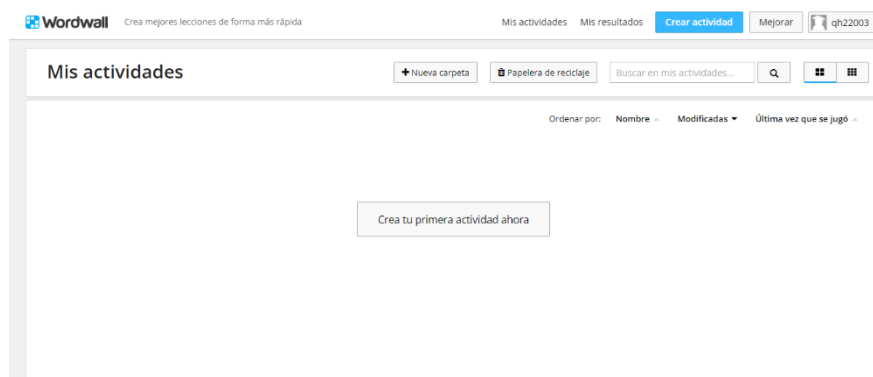 Wordwall Crea mejores lecciones de forma más rápida Mis actividades Mis resultados Crear actividad Mejorar qh22003
Mis actividades Nueva carpeta Papelera de reciclaje Buscar en mis actividades...
Ordenar por: Nombre Modificadas Última vez que se jugó
Crea tu primera actividad ahora